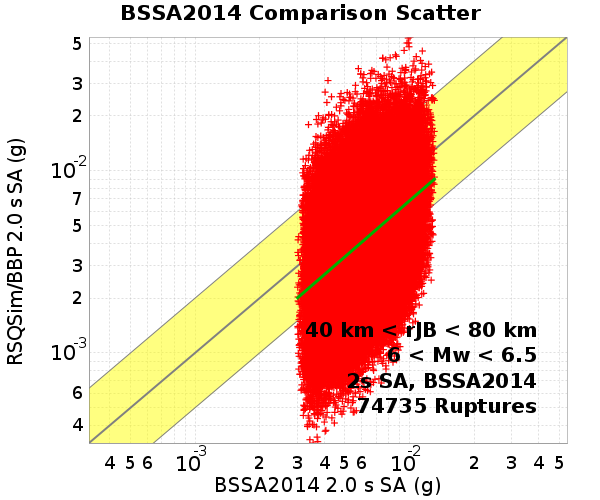 BSSA2014 Comparison Scatter
RSQSim/BBP 2.0 s SA (g)
5
3
2
10-2
7
5
3
2
10-3
6
4
40 km < rJB < 80 km
6 < Mw < 6.5
2s SA, BSSA2014
74735 Ruptures
4 5 6 10-3 2 3 4 5 6 10-2 2 3 4 5
BSSA2014 2.0 s SA (g)